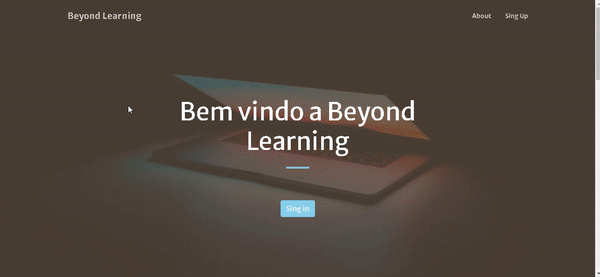 Beyond Learning
About
Sing Up
Bem vindo a Beyond
Learning
Sing in